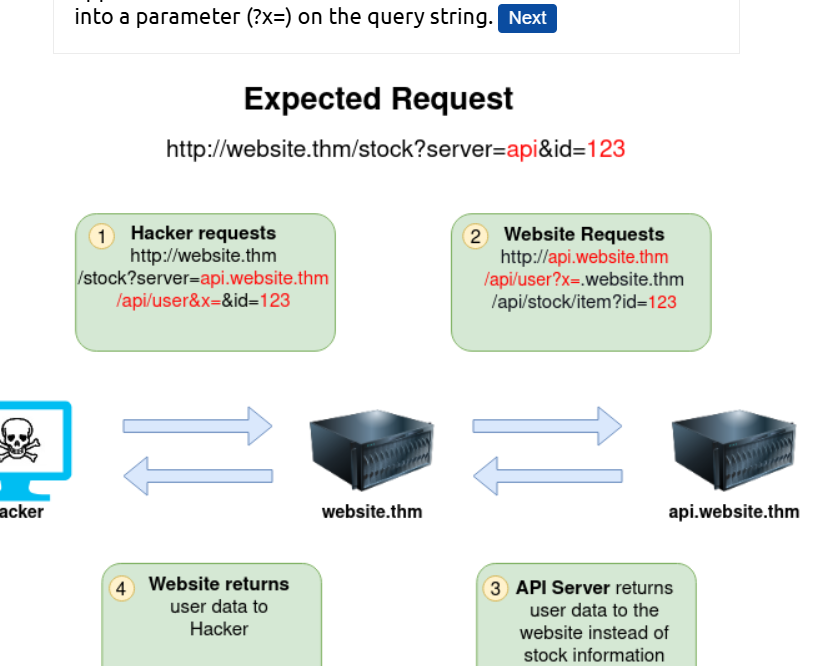 into a parameter (?x=) on the query string. Next
Expected Request
http://website.thm/stock?server=api&id=123
1 Hacker requests
http://website.thm
/stock?server=api.website.thm
/api/user&x=&id=123
2 Website Requests
http://api.website.thm
/api/user?x=.website.thm
/api/stock/item?id=123
acker
website.thm
api.website.thm
4 Website returns
user data to
Hacker
3 API Server returns
user data to the
website instead of
stock information